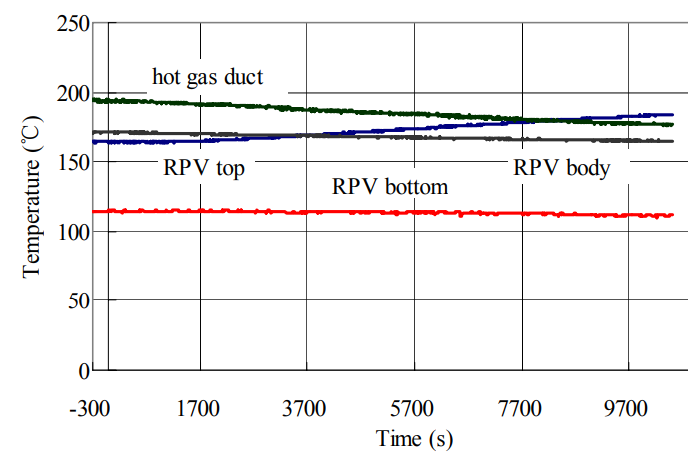 250
hot gas duct
200
150
RPV top
RPV body
RPV bottom
100
50
0
Temperature (℃)
-300 1700 3700 5700 7700 9700
Time (s)